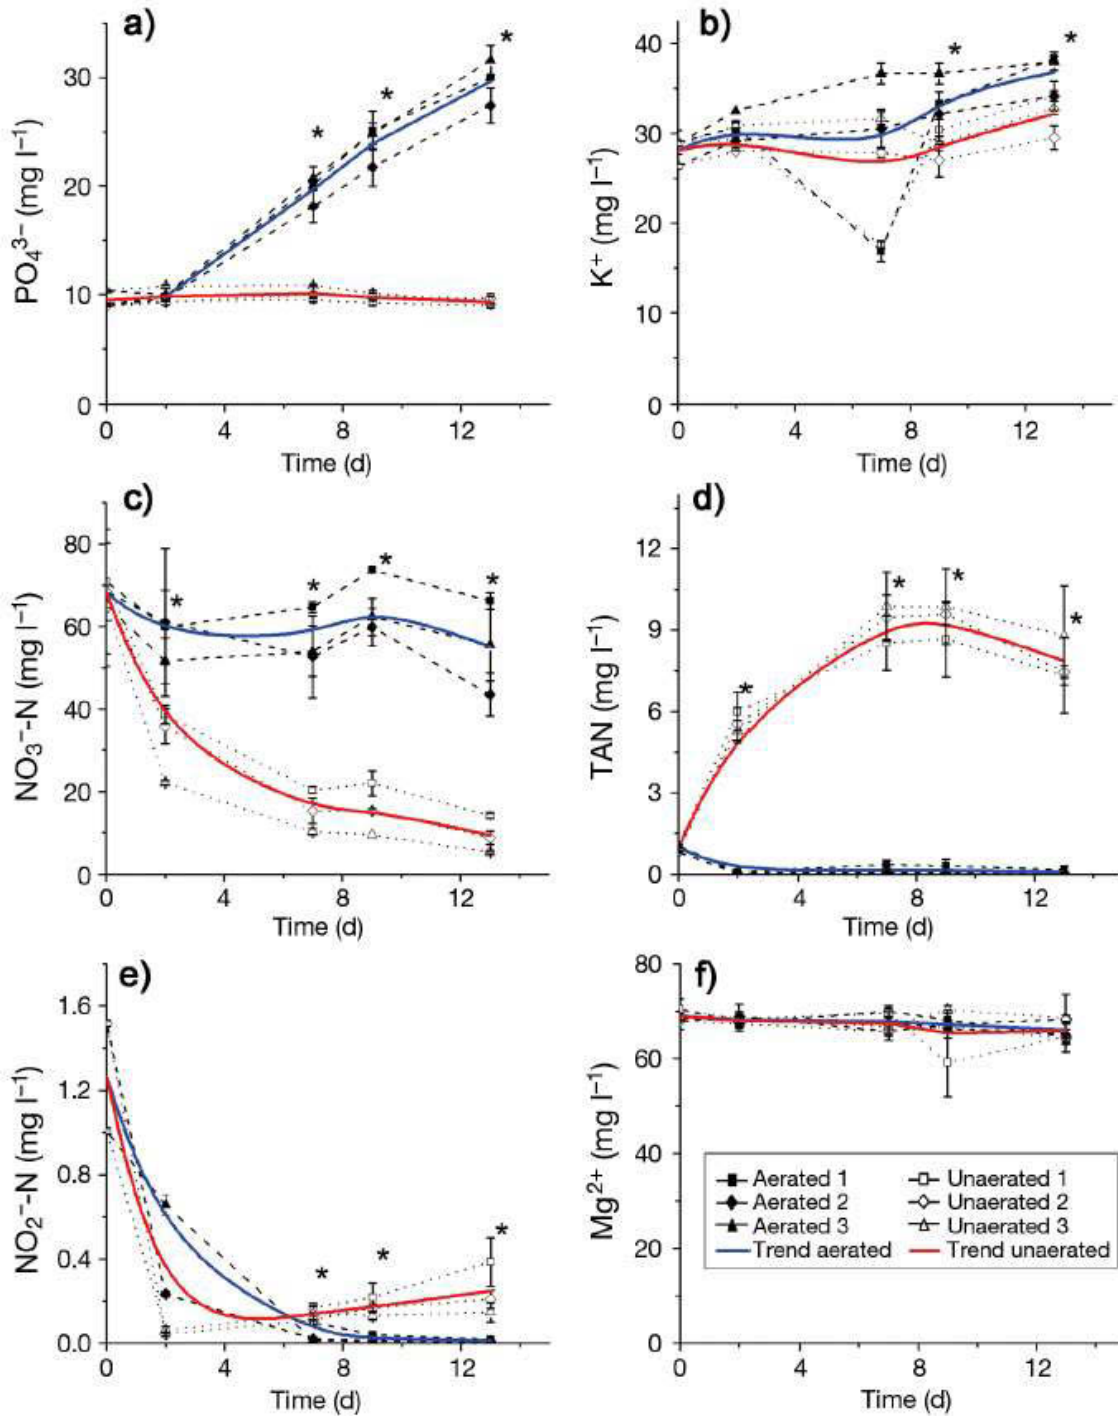 a)
*
*
*
30
20
10
0
PO₄³⁻ (mg l⁻¹)
0 4 8 12
Time (d)
b)
*
*
40
30
20
10
0
K⁺ (mg l⁻¹)
0 4 8 12
Time (d)
c)
*
*
*
*
80
60
40
20
0
NO₃⁻-N (mg l⁻¹)
0 4 8 12
Time (d)
d)
*
*
*
*
12
9
6
3
0
TAN (mg l⁻¹)
0 4 8 12
Time (d)
e)
*
*
*
1.6
1.2
0.8
0.4
0.0
NO₂⁻-N (mg l⁻¹)
0 4 8 12
Time (d)
f)
80
60
40
20
0
Mg²⁺ (mg l⁻¹)
Aerated 1 Unaerated 1
Aerated 2 Unaerated 2
Aerated 3 Unaerated 3
Trend aerated Trend unaerated
0 4 8 12
Time (d)